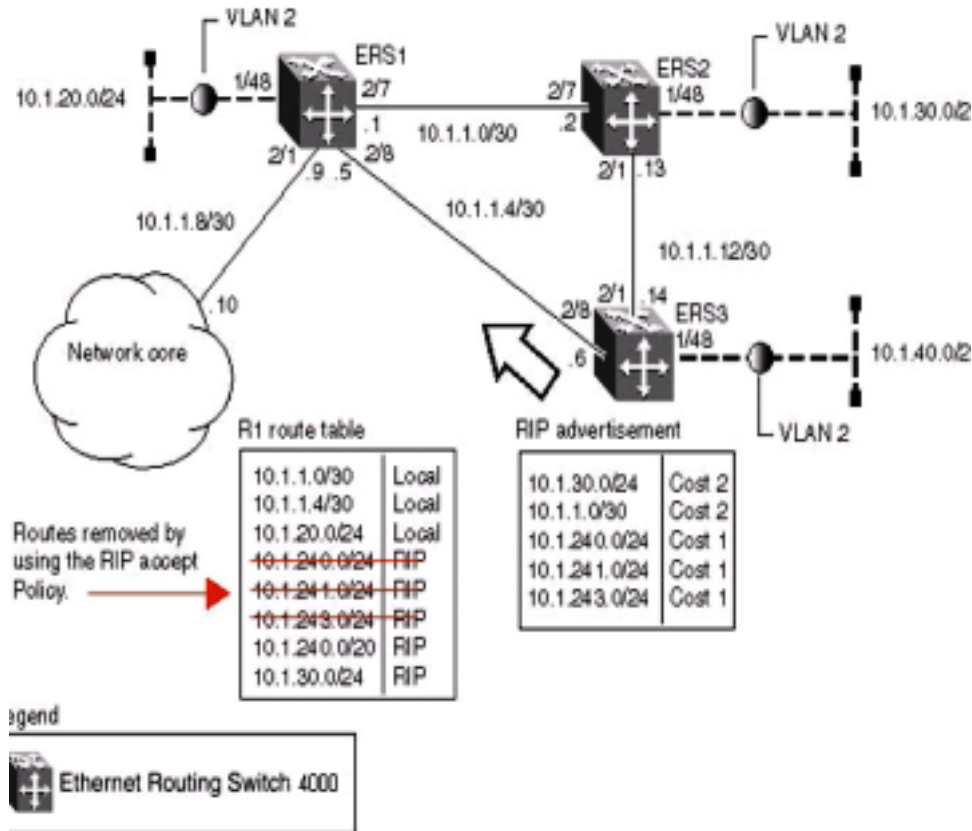 VLAN 2
ERS1
VLAN 2
ERS2
10.1.20.0/24
1/48
2/7
2/7
1/48
10.1.30.0/2
.1
10.1.1.0/30
.2
2/1
.9
.5
2/8
2/1
.13
10.1.1.8/30
10.1.1.4/30
10.1.1.12/30
.10
Network core
2/1
.14
2/8
ERS3
1/48
.6
10.1.40.0/2
VLAN 2
R1 route table
10.1.1.0/30 Local
10.1.1.4/30 Local
10.1.20.0/24 Local
10.1.240.0/24 RIP
10.1.241.0/24 RIP
10.1.243.0/24 RIP
10.1.240.0/20 RIP
10.1.30.0/24 RIP
RIP advertisement
10.1.30.0/24 Cost 2
10.1.1.0/30 Cost 2
10.1.240.0/24 Cost 1
10.1.241.0/24 Cost 1
10.1.243.0/24 Cost 1
Routes removed by
using the RIP accept
Policy.
egend
Ethernet Routing Switch 4000